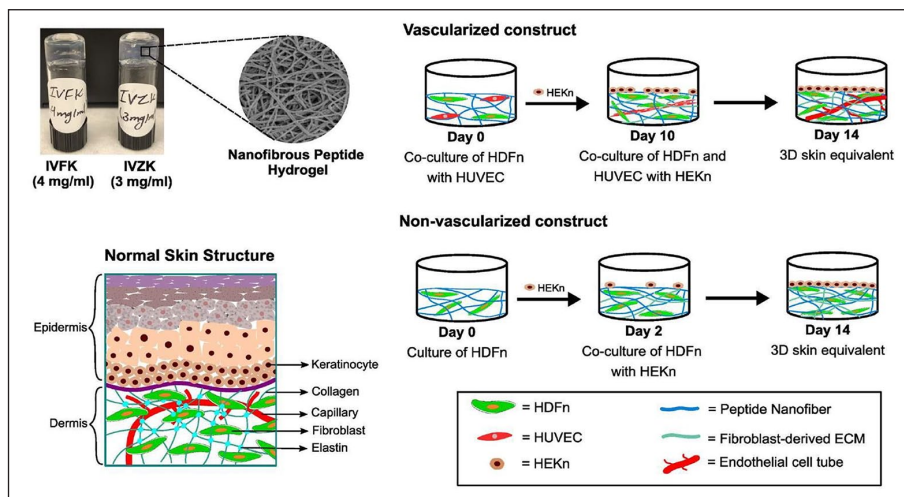 IVFK
4mg/ml
IVZK
3mg/ml
IVFK
(4 mg/ml)
IVZK
(3 mg/ml)
Nanofibrous Peptide
Hydrogel
Vascularized construct
HEKn
Day 0
Co-culture of HDFn
with HUVEC
Day 10
Co-culture of HDFn and
HUVEC with HEKn
Day 14
3D skin equivalent
Non-vascularized construct
HEKn
Day 0
Culture of HDFn
Day 2
Co-culture of HDFn
with HEKn
Day 14
3D skin equivalent
Normal Skin Structure
Epidermis
Dermis
Keratinocyte
Collagen
Capillary
Fibroblast
Elastin
= HDFn
= HUVEC
= HEKn
= Peptide Nanofiber
= Fibroblast-derived ECM
= Endothelial cell tube